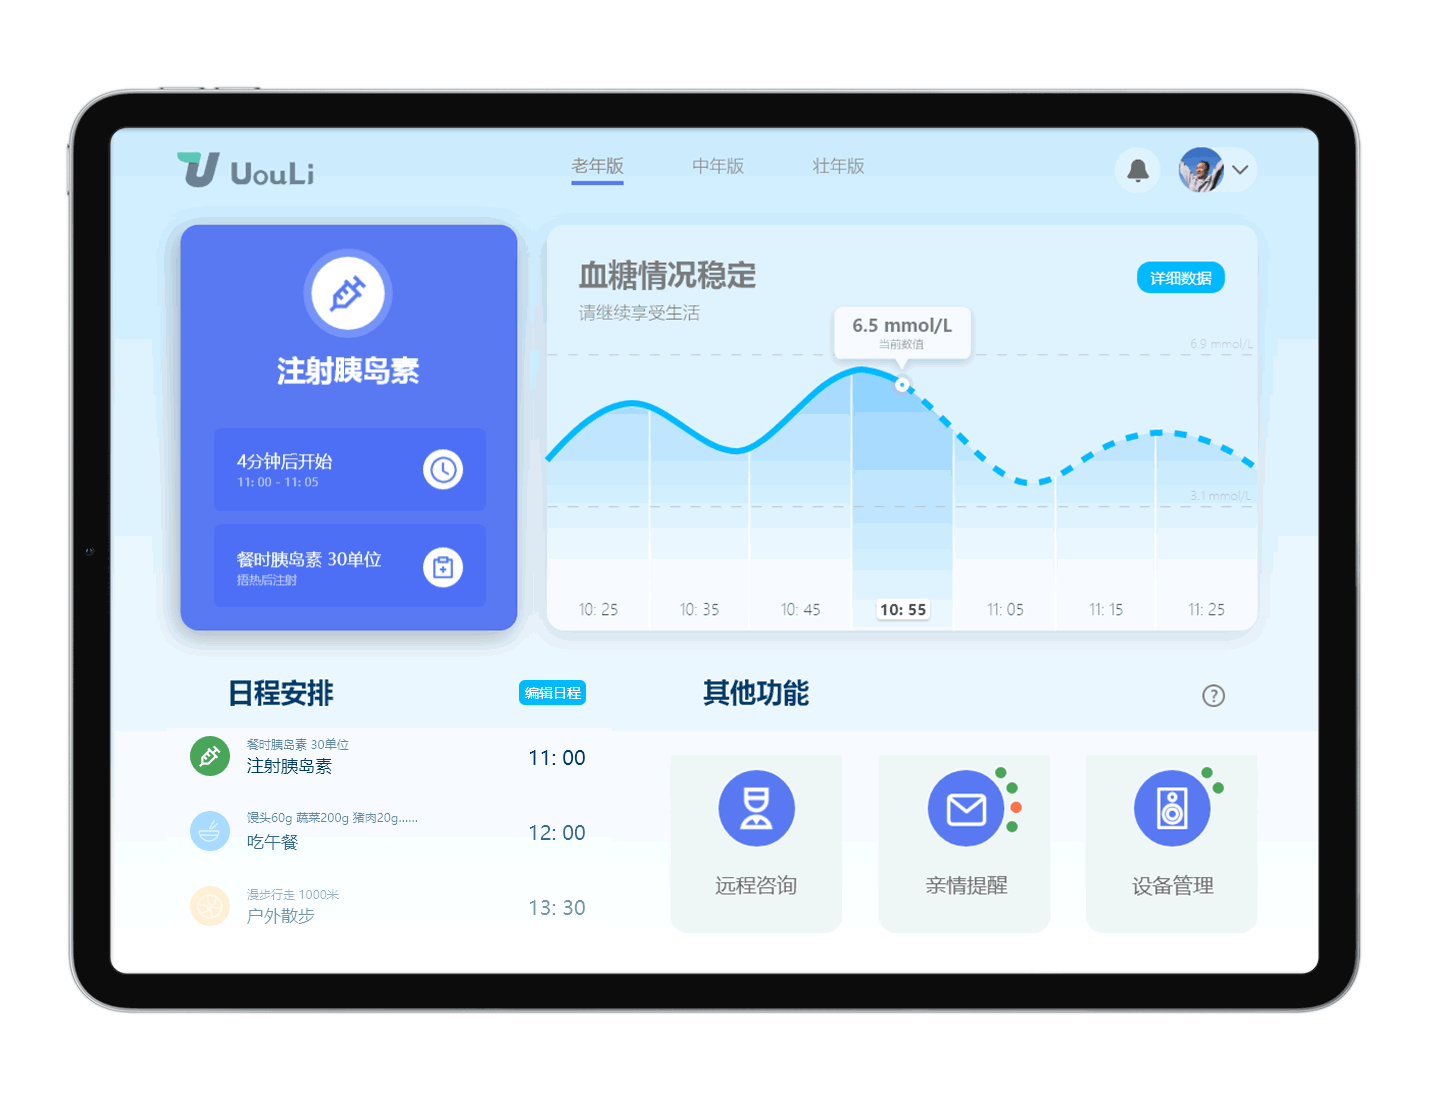 UouLi
老年版
中年版
壮年版
注射胰岛素
4分钟后开始
11: 00 - 11: 05
餐时胰岛素 30单位
捂热后注射
血糖情况稳定
请继续享受生活
详细数据
6.5 mmol/L
当前数值
6.9 mmol/L
3.1 mmol/L
10: 25
10: 35
10: 45
10: 55
11: 05
11: 15
11: 25
日程安排
编辑日程
餐时胰岛素 30单位
注射胰岛素
11: 00
馒头60g 蔬菜200g 猪肉20g......
吃午餐
12: 00
漫步行走 1000米
户外散步
13: 30
其他功能
?
远程咨询
亲情提醒
设备管理